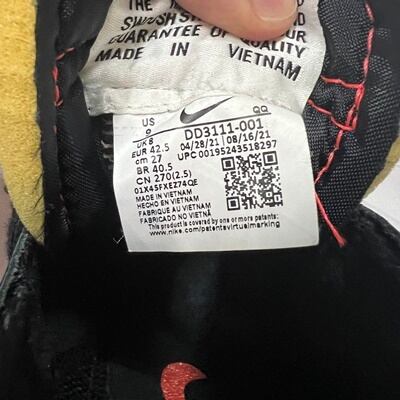 THE
SWOOSH
GUARANTEE OF QUALITY
MADE IN VIETNAM
QQ
US 9 DD3111-001
UK 8 04/28/21 08/16/21
EUR 42.5 UPC 00195243518297
cm 27
BR 40.5
CN 270(2.5)
01X45FXEZ74QE
MADE IN VIETNAM
HECHO EN VIETNAM
FABRIQUE AU VIETNAM
FABRICADO NO VIETNÃ
This product is covered by one or more patents:
www.nike.com/patentsvirtualmarking